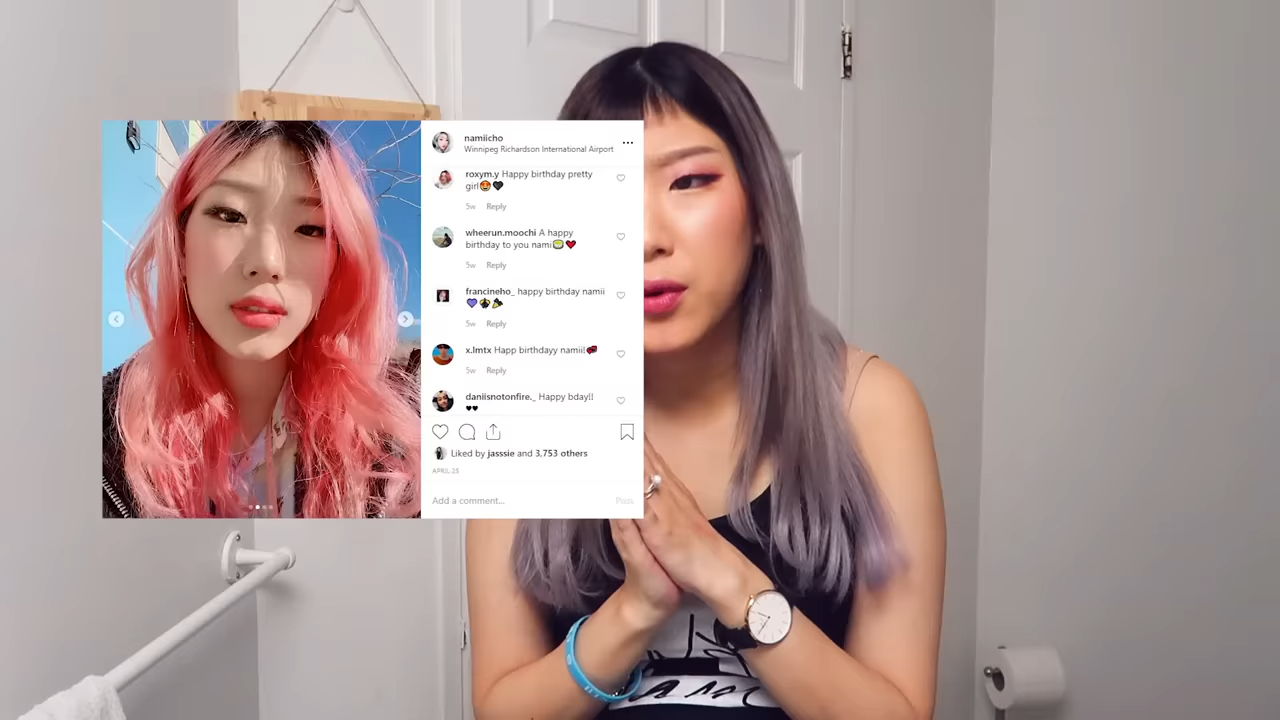 namiicho
Winnipeg Richardson International Airport
roxym.y Happy birthday pretty
girl😍🖤
5w Reply
wheerun.moochi A happy
birthday to you nami🍵❤️
5w Reply
francineho_ happy birthday namii
5w Reply
x.lmtx Happ birthdayy namii!
5w Reply
daniisnotonfire._ Happy bday!!
♥♥
Liked by jasssie and 3,753 others
APRIL 25
Add a comment...
Post